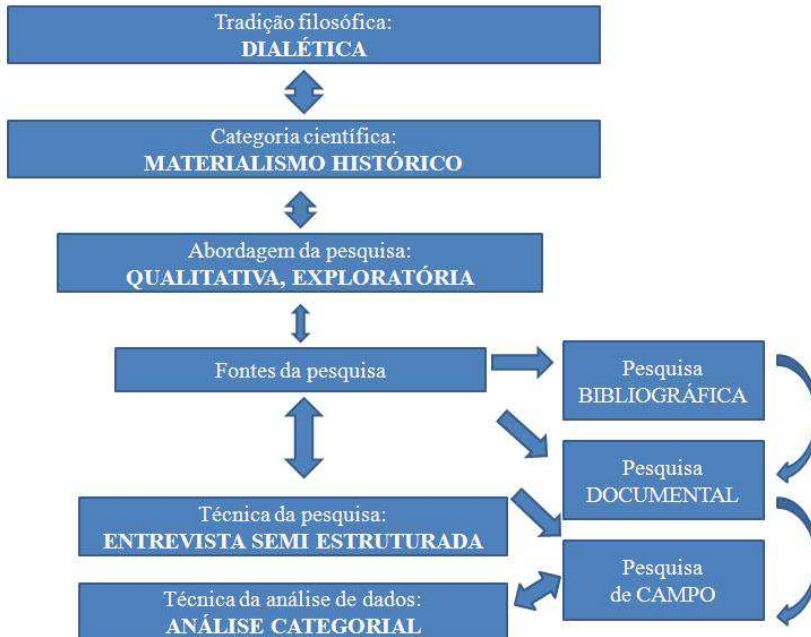 Tradição filosófica:
DIALÉTICA
Categoria científica:
MATERIALISMO HISTÓRICO
Abordagem da pesquisa:
QUALITATIVA, EXPLORATÓRIA
Fontes da pesquisa
Pesquisa
BIBLIOGRÁFICA
Pesquisa
DOCUMENTAL
Técnica da pesquisa:
ENTREVISTA SEMI ESTRUTURADA
Pesquisa
de CAMPO
Técnica da análise de dados:
ANÁLISE CATEGORIAL